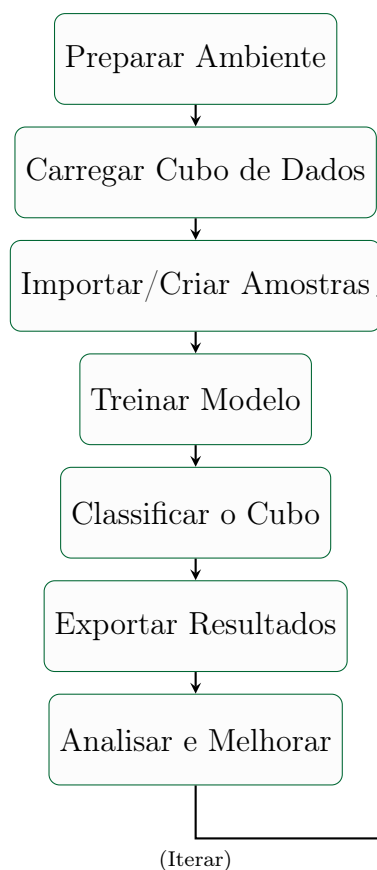 Preparar Ambiente
Carregar Cubo de Dados
Importar/Criar Amostras
Treinar Modelo
Classificar o Cubo
Exportar Resultados
Analisar e Melhorar
(Iterar)